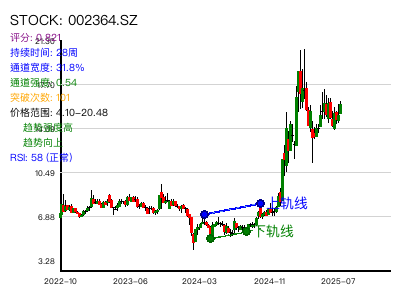 STOCK: 002364.SZ
评分: 0.821
21.30
持续时间: 28周
通道宽度: 31.8%
通道强度: 0.54
突破次数: 101
价格范围: 4.10-20.48
趋势强度高
趋势向上
RSI: 58 (正常)
10.49
6.88
3.28
上轨线
下轨线
2022-10
2023-06
2024-03
2024-11
2025-07